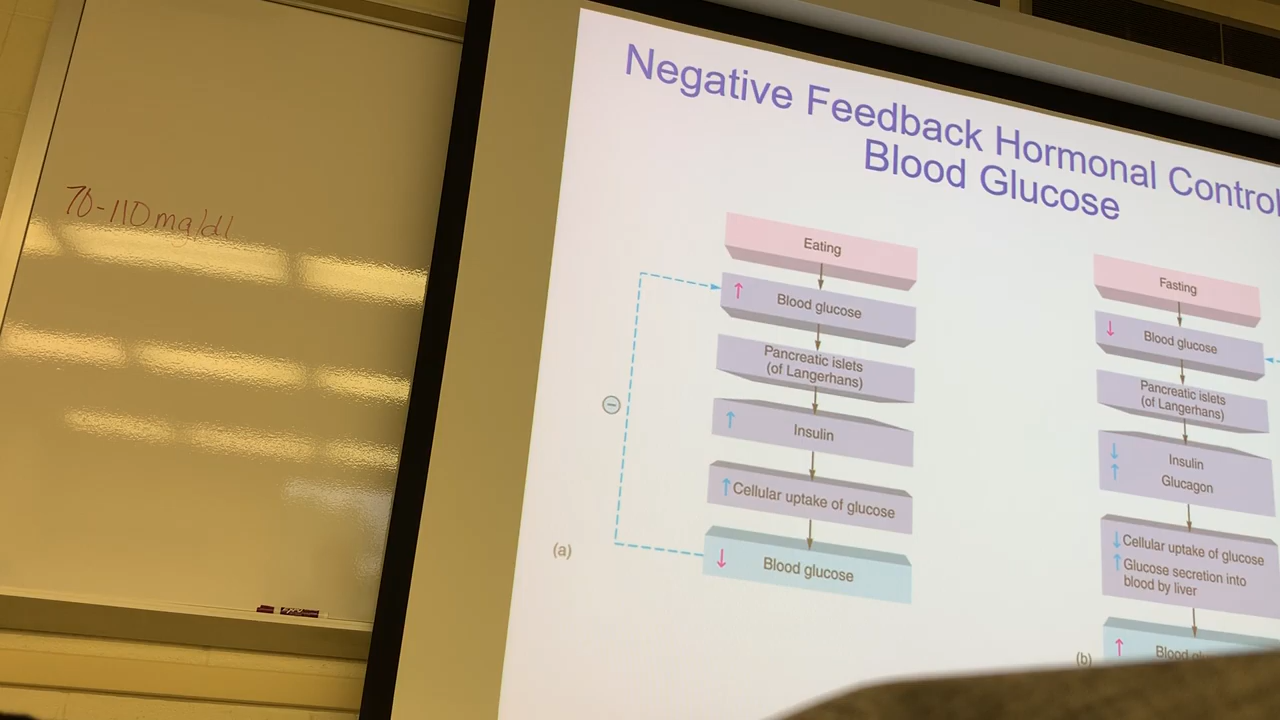 70-110mg/dl
Negative Feedback Hormonal Control
Blood Glucose
Eating
↑ Blood glucose
Pancreatic islets
(of Langerhans)
↑ Insulin
↑ Cellular uptake of glucose
↓ Blood glucose
(a)
Fasting
↓ Blood glucose
Pancreatic islets
(of Langerhans)
↓ Insulin
↑ Glucagon
↓ Cellular uptake of glucose
↑ Glucose secretion into
blood by liver
↑ Blood
(b)